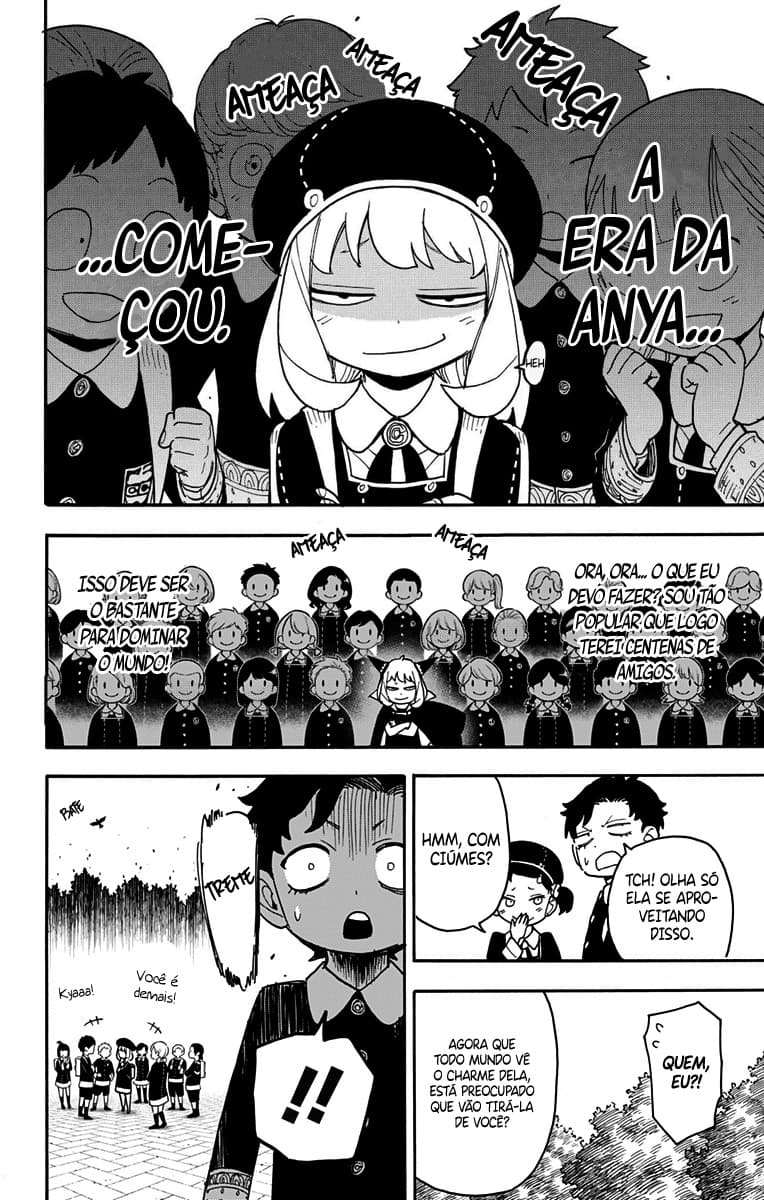 AMEAÇA
AMEAÇA
AMEAÇA
A
ERA DA
ANYA...
...COME-
ÇOU.
HEH
AMEAÇA
AMEAÇA
ORA, ORA... O QUE EU
DEVO FAZER? SOU TÃO
POPULAR QUE LOGO
TEREI CENTENAS DE
AMIGOS.
ISSO DEVE SER
O BASTANTE
PARA DOMINAR
O MUNDO!
TCH! OLHA SÓ
ELA SE APRO-
VEITANDO
DISSO.
HMM, COM
CIÚMES?
QUEM,
EU?!
AGORA QUE
TODO MUNDO VÊ
O CHARME DELA,
ESTÁ PREOCUPADO
QUE VÃO TIRÁ-LA
DE VOCÊ?
TREME
!!
BATE
Você é
demais!
Kyaaa!